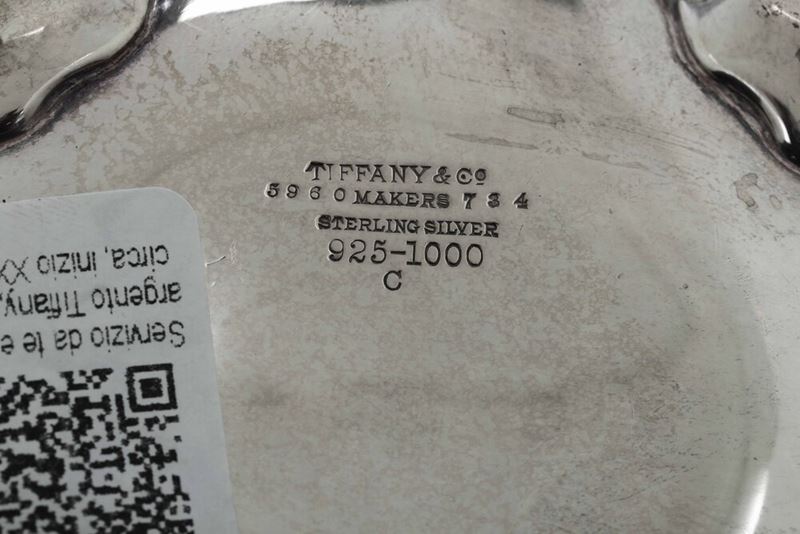 TIFFANY & Co
5960 MAKERS 734
STERLING SILVER
925-1000
C
Servizio da te e
argento Tiffany,
circa, inizio XX